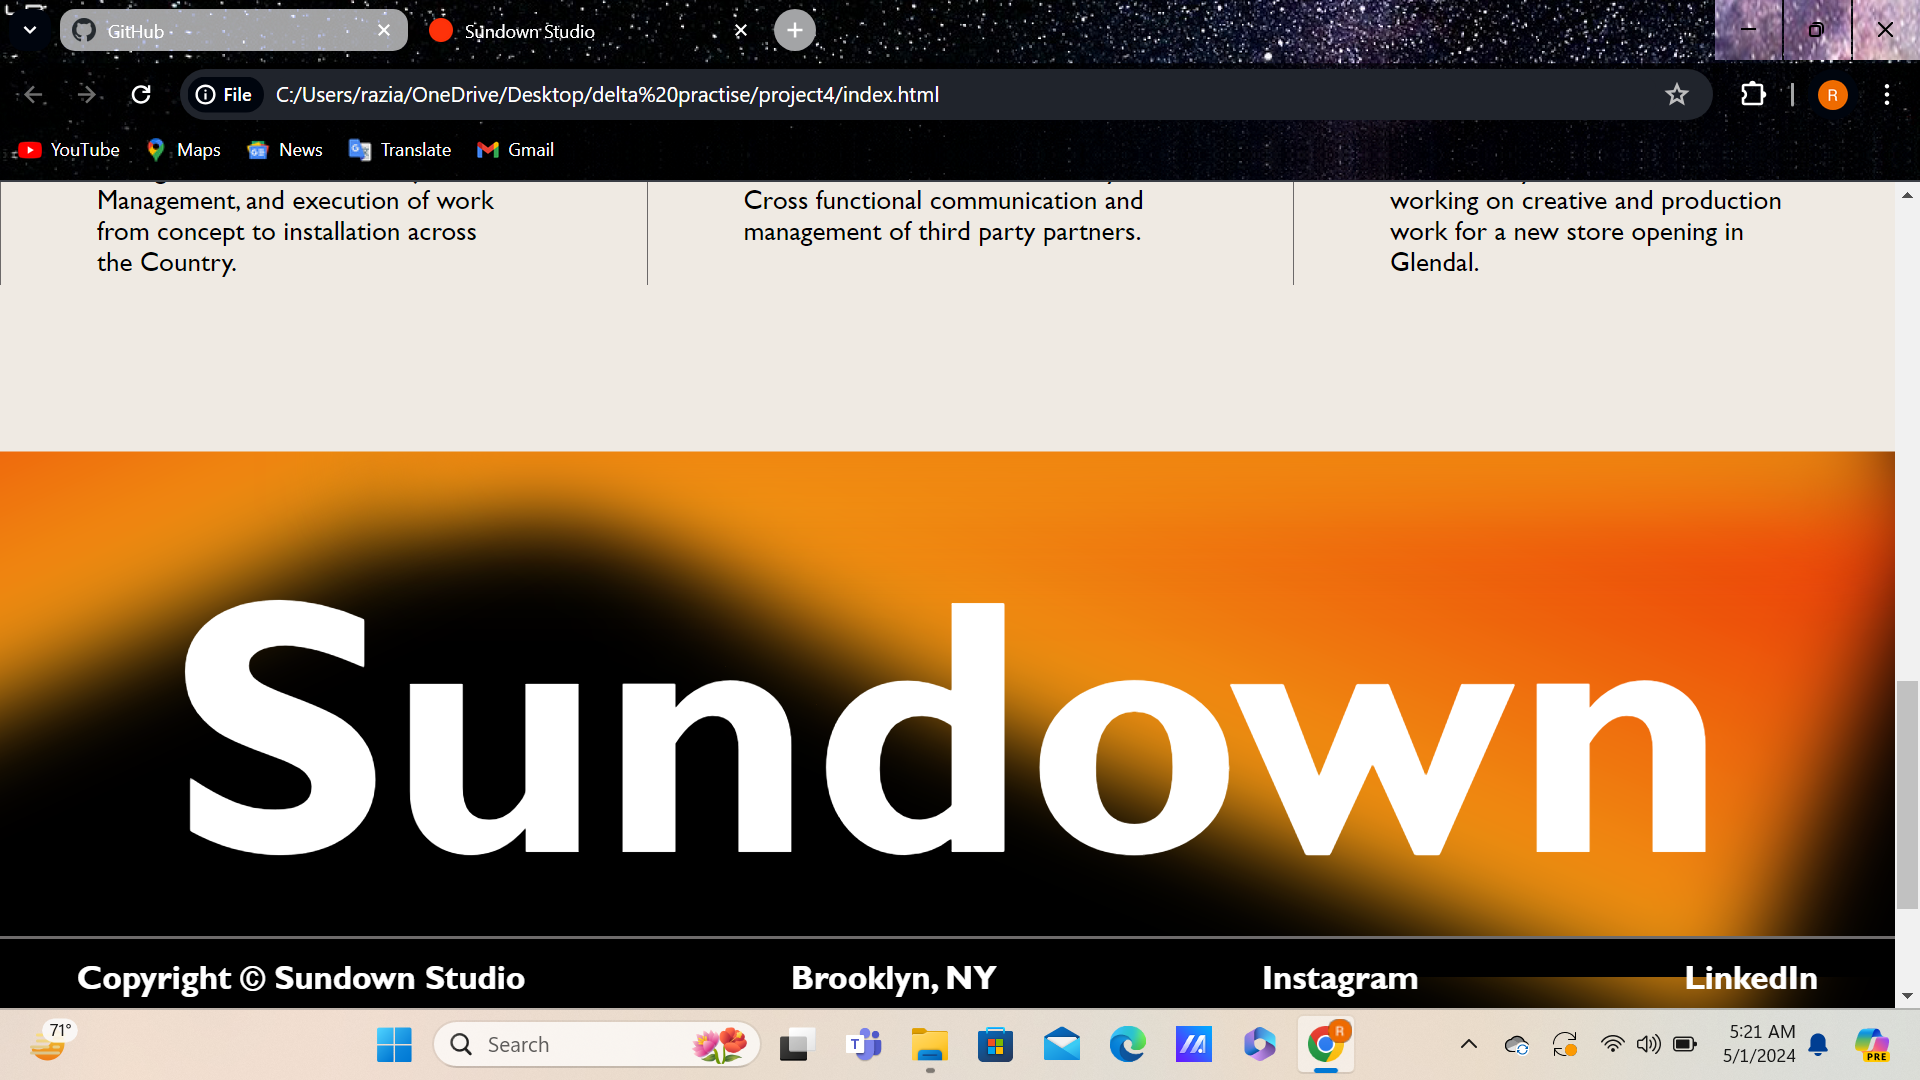 GitHub
Sundown Studio
File C:/Users/razia/OneDrive/Desktop/delta%20practise/project4/index.html
R
YouTube Maps News Translate Gmail
Management, and execution of work
from concept to installation across
the Country.
Cross functional communication and
management of third party partners.
working on creative and production
work for a new store opening in
Glendal.
Sundown
Copyright © Sundown Studio
Brooklyn, NY
Instagram
LinkedIn
71°
Search
T
R
5:21 AM
5/1/2024
PRE